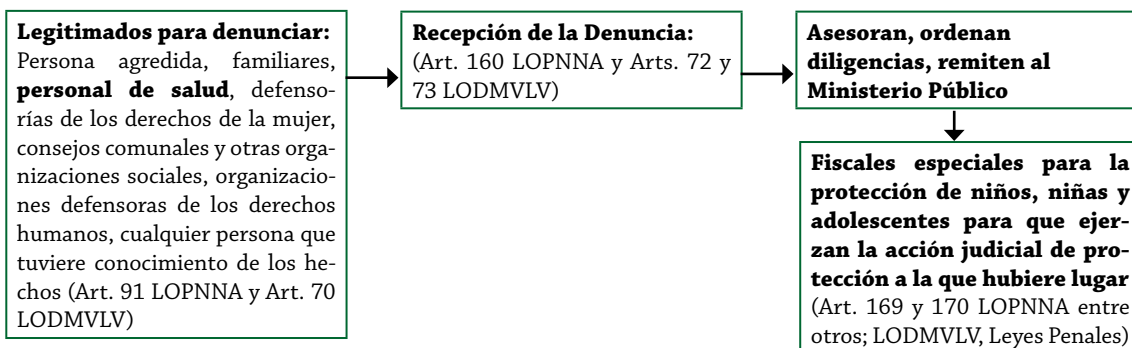 Legitimados para denunciar:
Persona agredida, familiares,
personal de salud, defenso-
rías de los derechos de la mujer,
consejos comunales y otras orga-
nizaciones sociales, organizacio-
nes defensoras de los derechos
humanos, cualquier persona que
tuviere conocimiento de los he-
chos (Art. 91 LOPNNA y Art. 70
LODMVLV)
Recepción de la Denuncia:
(Art. 160 LOPNNA y Arts. 72 y
73 LODMVLV)
Asesoran, ordenan
diligencias, remiten al
Ministerio Público
Fiscales especiales para la
protección de niños, niñas y
adolescentes para que ejer-
zan la acción judicial de pro-
tección a la que hubiere lugar
(Art. 169 y 170 LOPNNA entre
otros; LODMVLV, Leyes Penales)